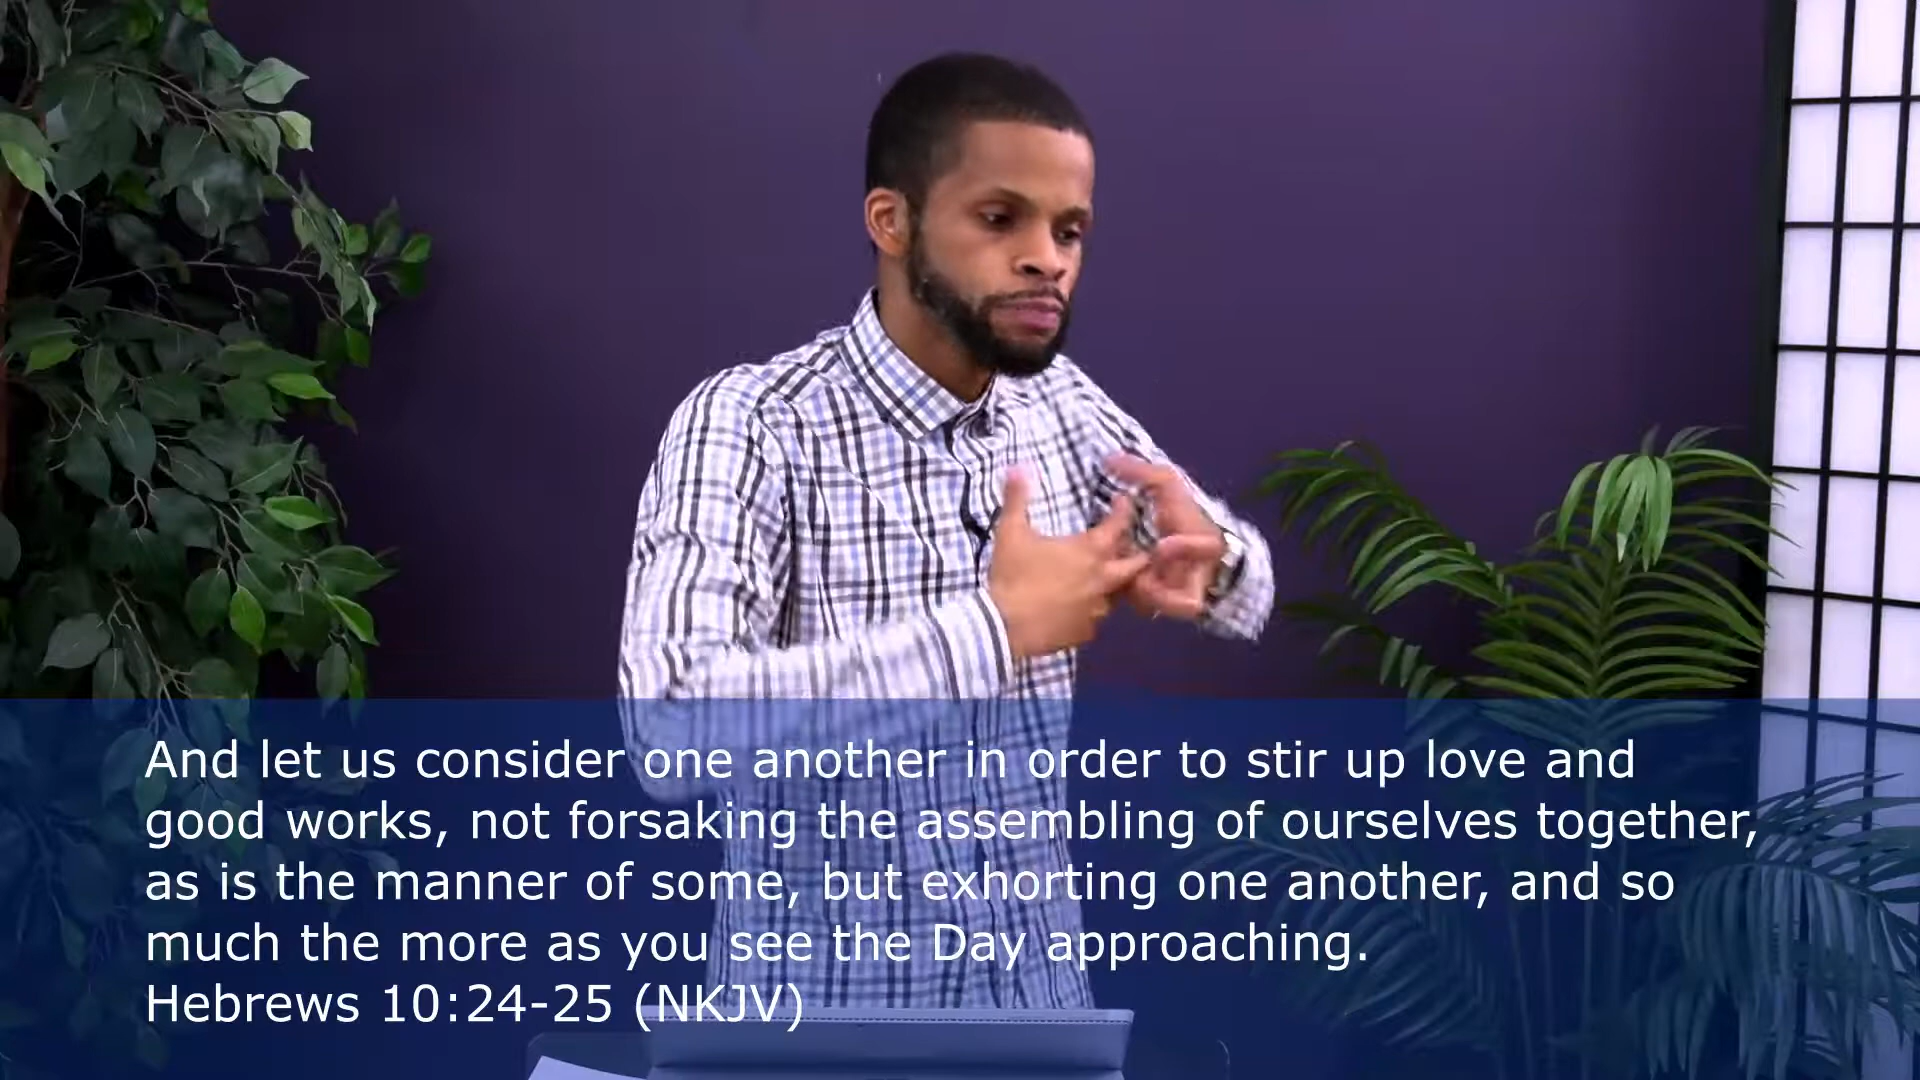 And let us consider one another in order to stir up love and
good works, not forsaking the assembling of ourselves together,
as is the manner of some, but exhorting one another, and so
much the more as you see the Day approaching.
Hebrews 10:24-25 (NKJV)